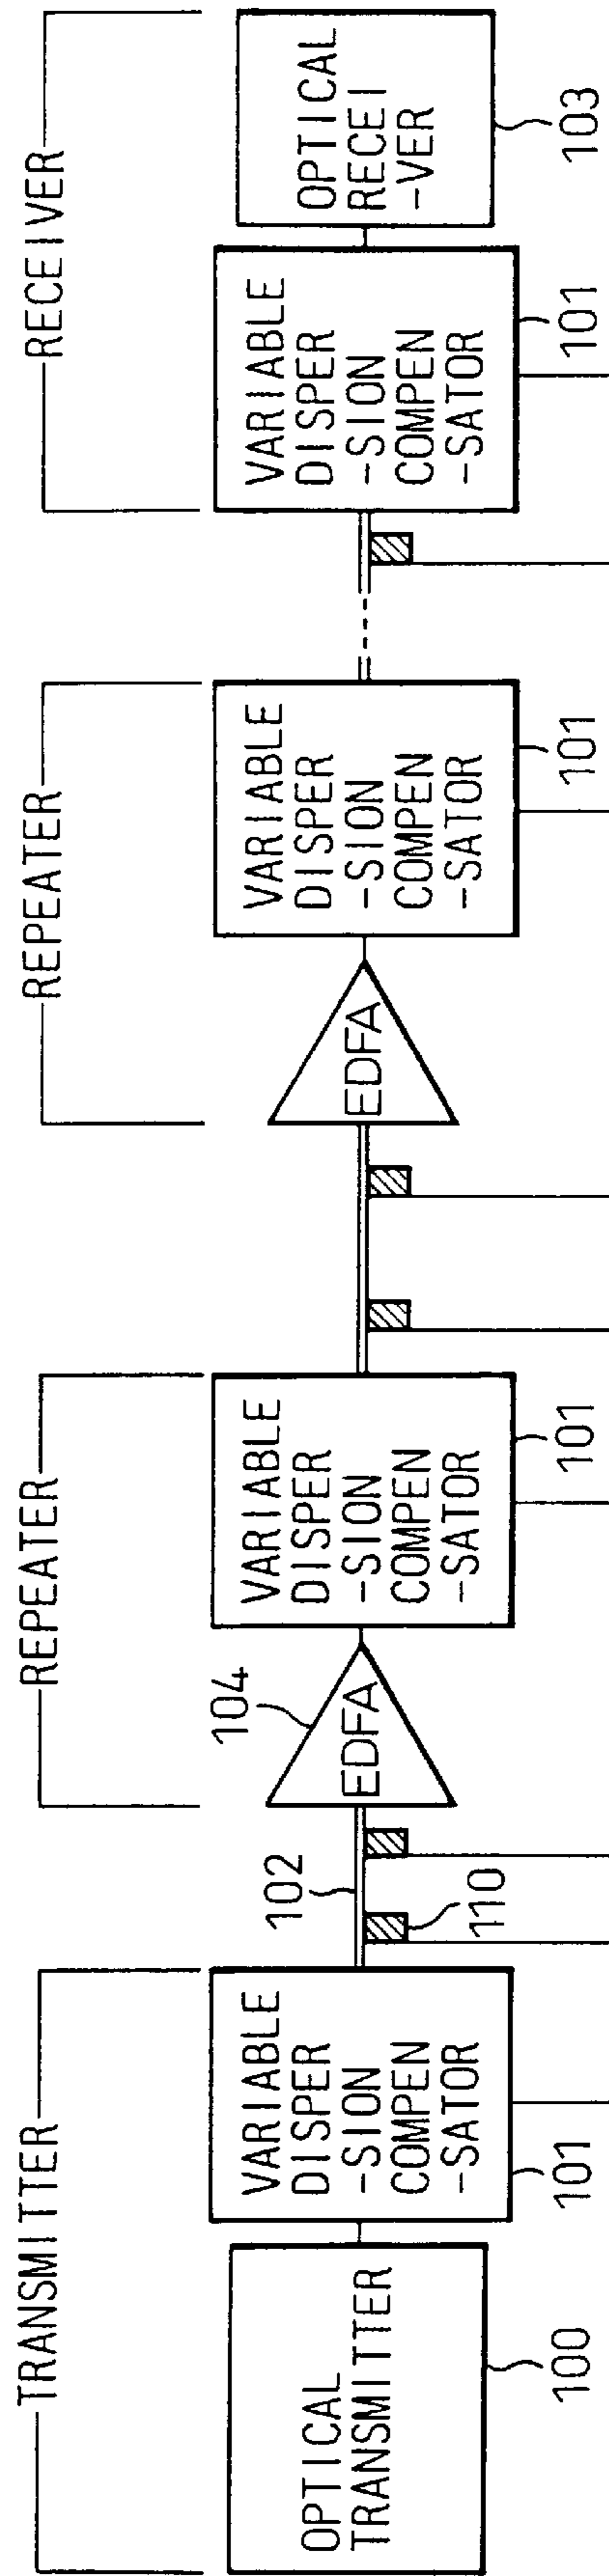 TRANSMITTER
REPEATER
REPEATER
RECEIVER
OPTICAL
TRANSMITTER
100
VARIABLE
DISPER
-SION
COMPEN
-SATOR
101
102
110
104
EDFA
VARIABLE
DISPER
-SION
COMPEN
-SATOR
101
EDFA
VARIABLE
DISPER
-SION
COMPEN
-SATOR
101
VARIABLE
DISPER
-SION
COMPEN
-SATOR
101
OPTICAL
RECEI
-VER
103